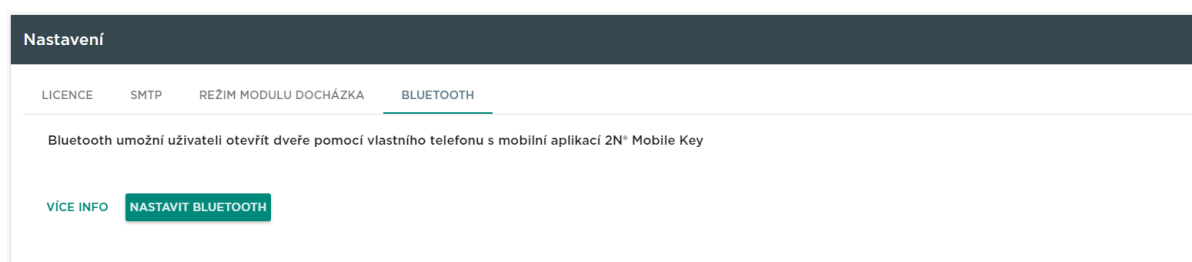 Nastavení
LICENCE SMTP REŽIM MODULU DOCHÁZKA BLUETOOTH
Bluetooth umožní uživateli otevřít dveře pomocí vlastního telefonu s mobilní aplikací 2N® Mobile Key
VÍCE INFO NASTAVIT BLUETOOTH